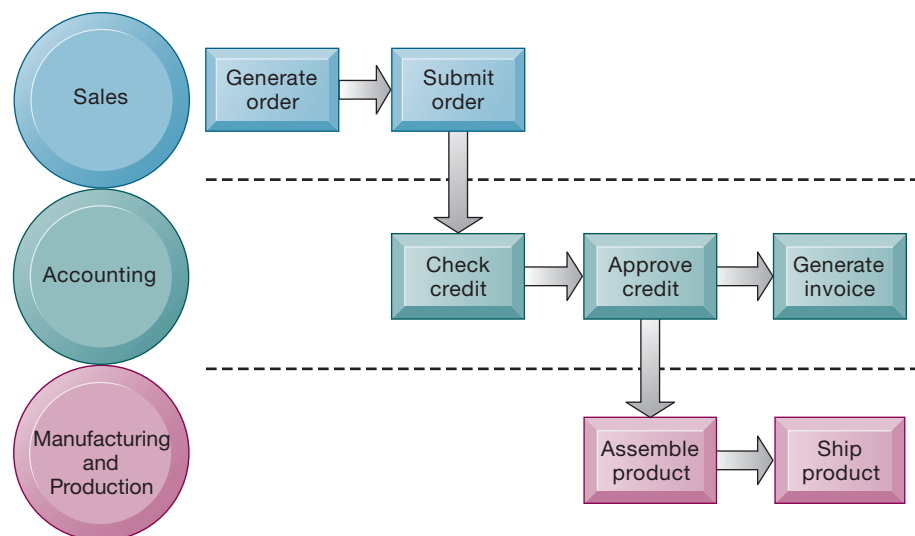 Sales
Generate
order
Submit
order
Accounting
Check
credit
Approve
credit
Generate
invoice
Manufacturing
and
Production
Assemble
product
Ship
product